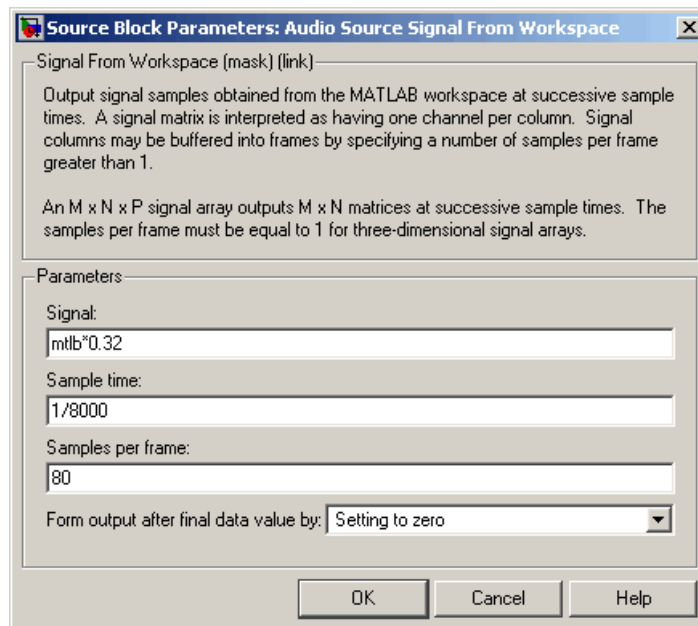 Source Block Parameters: Audio Source Signal From Workspace
Signal From Workspace (mask) (link)
Output signal samples obtained from the MATLAB workspace at successive sample
times. A signal matrix is interpreted as having one channel per column. Signal
columns may be buffered into frames by specifying a number of samples per frame
greater than 1.
An M x N x P signal array outputs M x N matrices at successive sample times. The
samples per frame must be equal to 1 for three-dimensional signal arrays.
Parameters
Signal:
mtlb*0.32
Sample time:
1/8000
Samples per frame:
80
Form output after final data value by: Setting to zero
OK Cancel Help